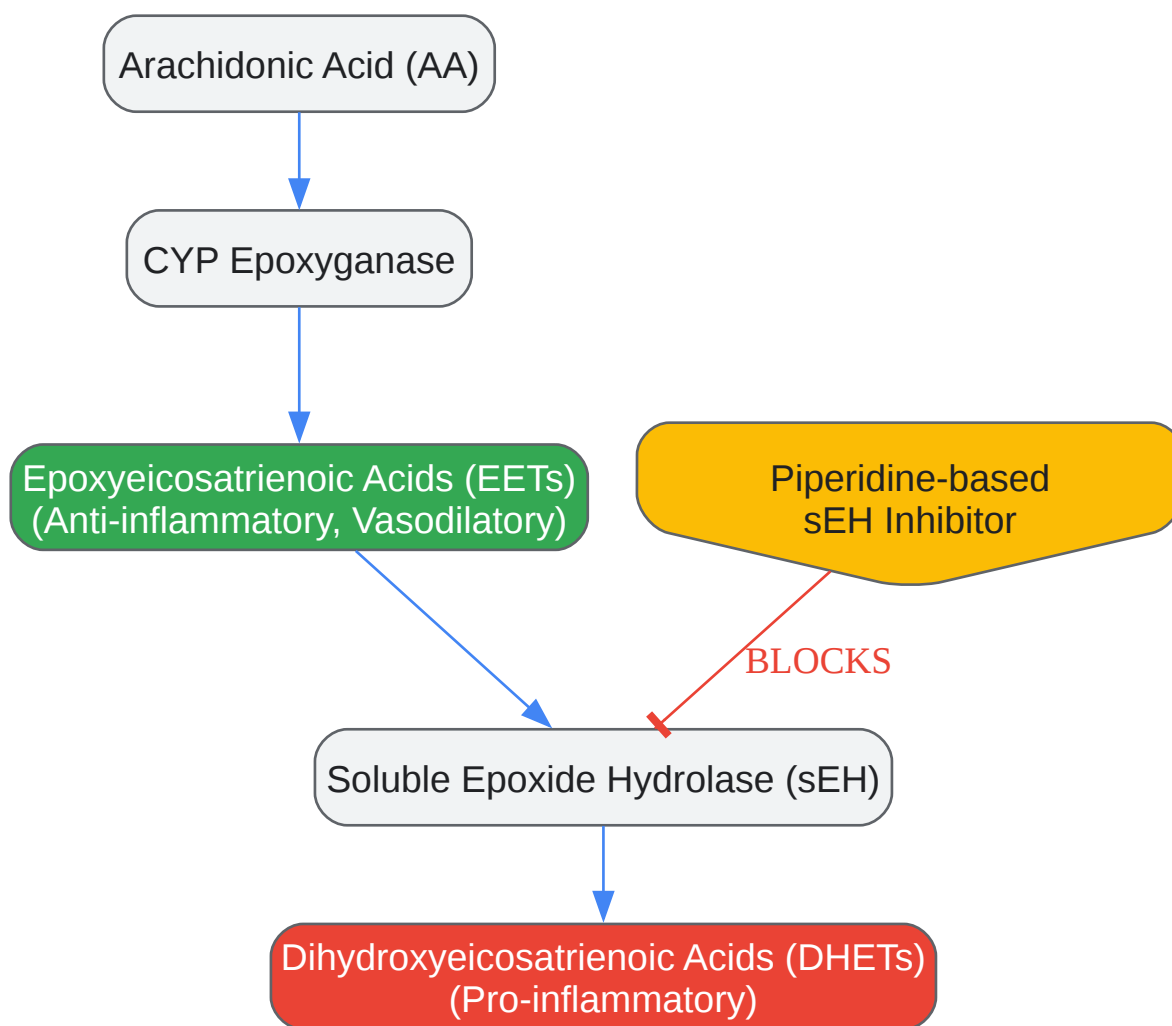 Arachidonic Acid (AA)
CYP Epoxyganase
Epoxyeicosatrienoic Acids (EETs)
(Anti-inflammatory, Vasodilatory)
Piperidine-based
sEH Inhibitor
BLOCKS
Soluble Epoxide Hydrolase (sEH)
Dihydroxyeicosatrienoic Acids (DHETs)
(Pro-inflammatory)